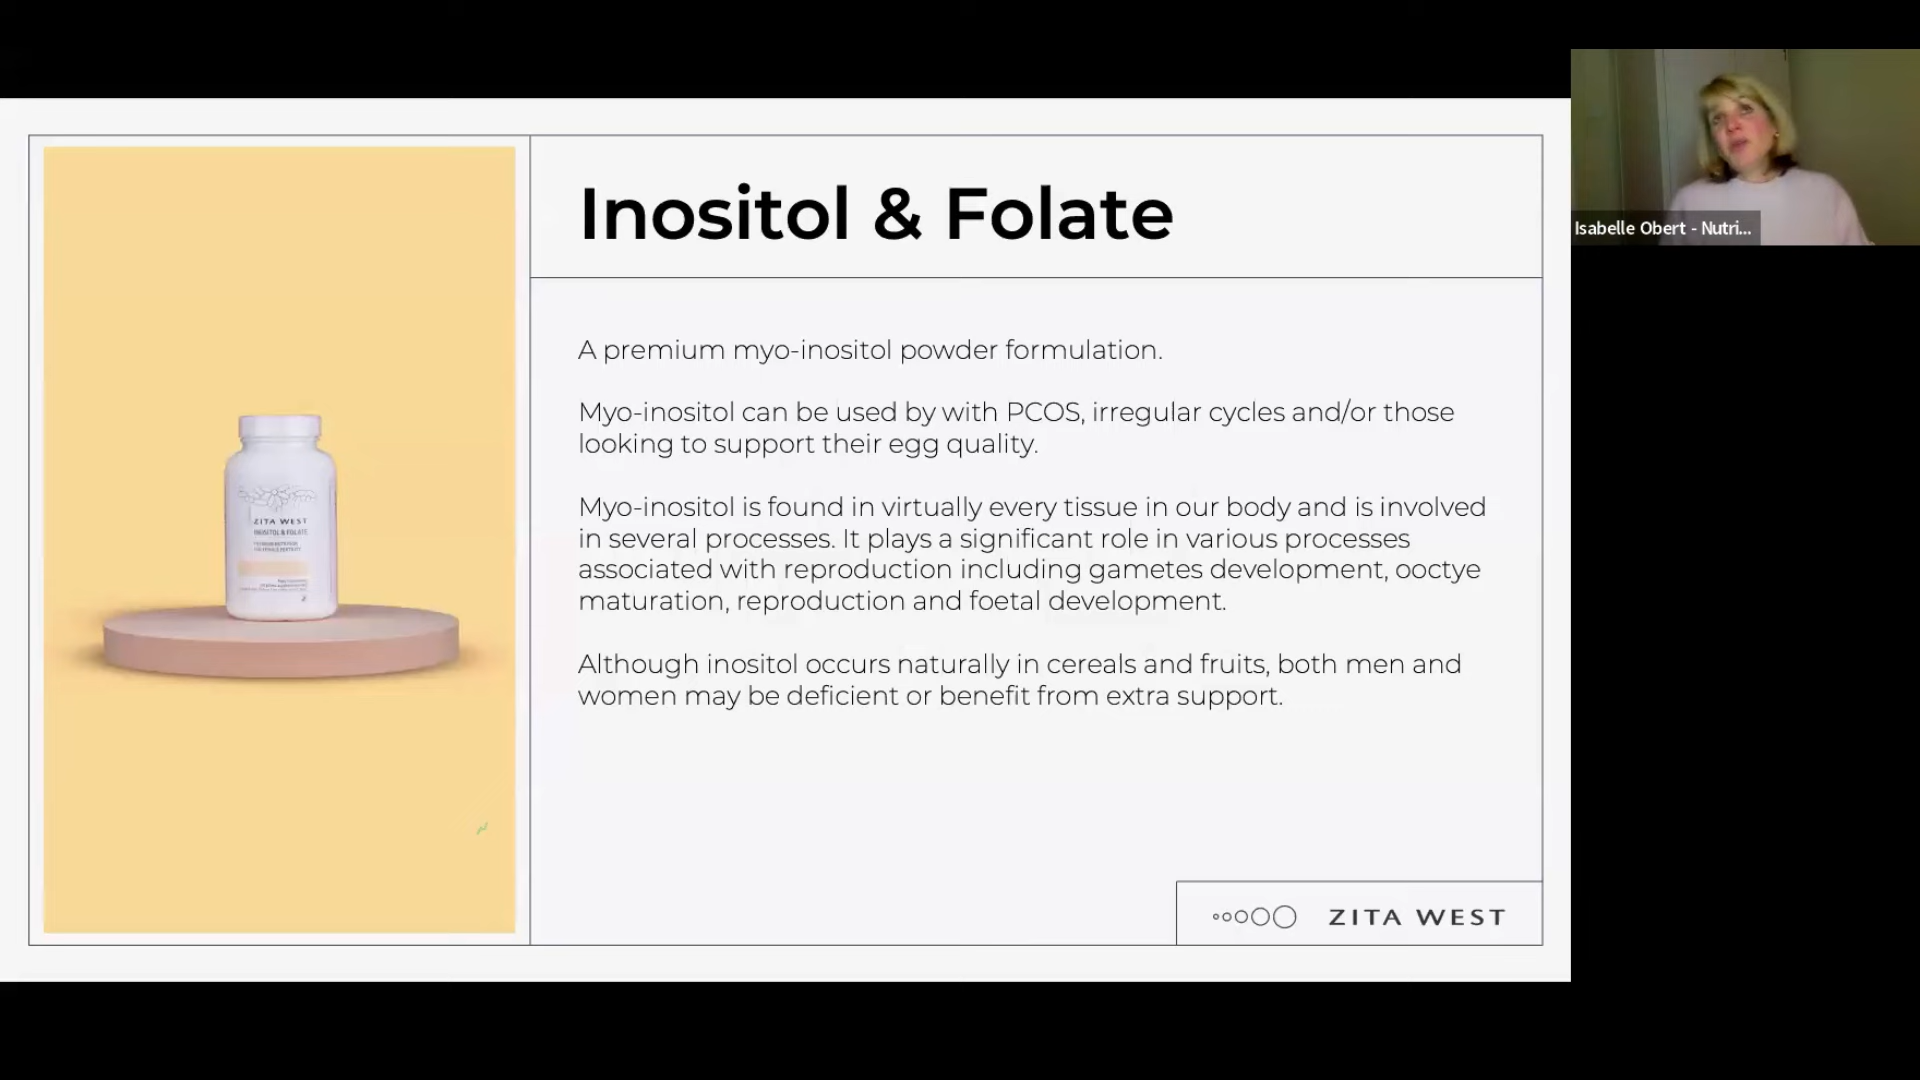 Inositol & Folate
A premium myo-inositol powder formulation.
Myo-inositol can be used by with PCOS, irregular cycles and/or those
looking to support their egg quality.
Myo-inositol is found in virtually every tissue in our body and is involved
in several processes. It plays a significant role in various processes
associated with reproduction including gametes development, ooctye
maturation, reproduction and foetal development.
Although inositol occurs naturally in cereals and fruits, both men and
women may be deficient or benefit from extra support.
ZITA WEST
ZITA WEST
INOSITOL & FOLATE
Isabelle Obert - Nutri...